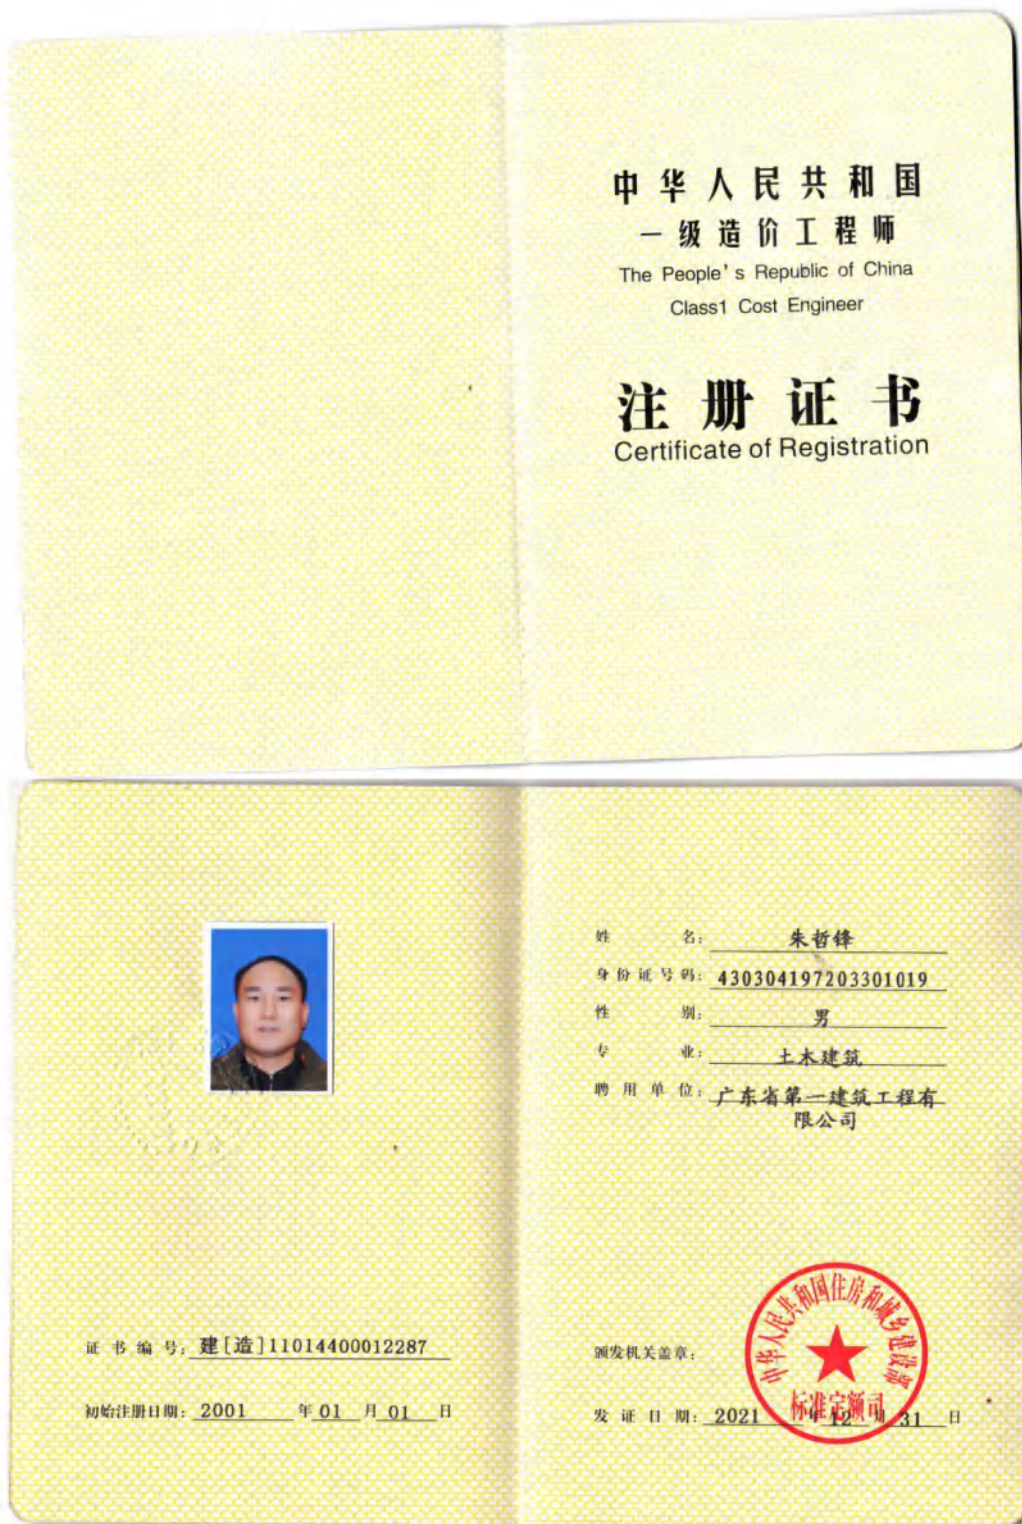 中华人民共和国
一级造价工程师
The People's Republic of China
Class1 Cost Engineer
注册证书
Certificate of Registration
证书编号：建[造]11014400012287
初始注册日期：2001年01月01日
姓名：朱哲锋
身份证号码：430304197203301019
性别：男
专业：土木建筑
聘用单位：广东省第一建筑工程有
限公司
颁发机关盖章：
中华人民共和国住房和城乡建设部
标准定额司
发证日期：2021年12月31日